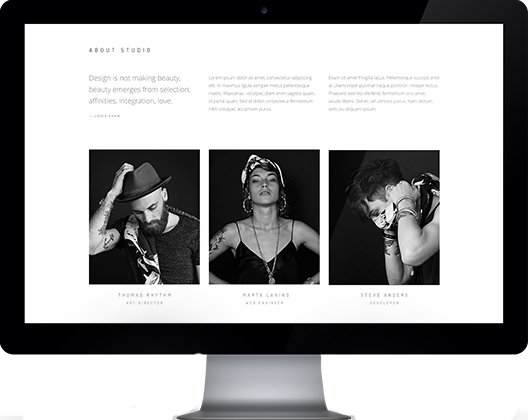 ABOUT STUDIO
Design is not making beauty,
beauty emerges from selection,
affinities, integration, love.
— LOUIS KAHN
Lorem ipsum dolor sit amet, consectetur adipiscing
elit. In maximus ligula semper metus pellentesque
mattis. Maecenas volutpat, diam enim sagittis quam,
id porta quam. Sed id dolor consectetur fermentum
nibh volutpat, accumsan purus.
Etiam sit amet fringilla lacus. Pellentesque suscipit ante
at ullamcorper pulvinar neque porttitor. Integer lectus.
Praesent sed nisi eleifend, fermentum orci amet,
iaculis libero. Donec vel ultrices purus. Nam dictum
sem, eu aliquam ipsum.
THOMAS RHYTHM
ART DIRECTOR
MARTA LANING
WEB ENGINEER
STEVE ANDERS
DEVELOPER